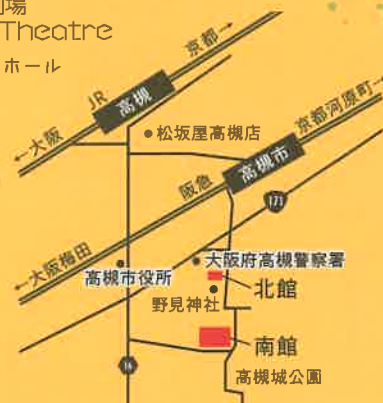 場
Theatre
ホール
京都→
JR
高槻
←大阪
松坂屋高槻店
京都河原町→
高槻市
阪急
171
←大阪梅田
大阪府高槻警察署
高槻市役所
北館
野見神社
南館
16
高槻城公園